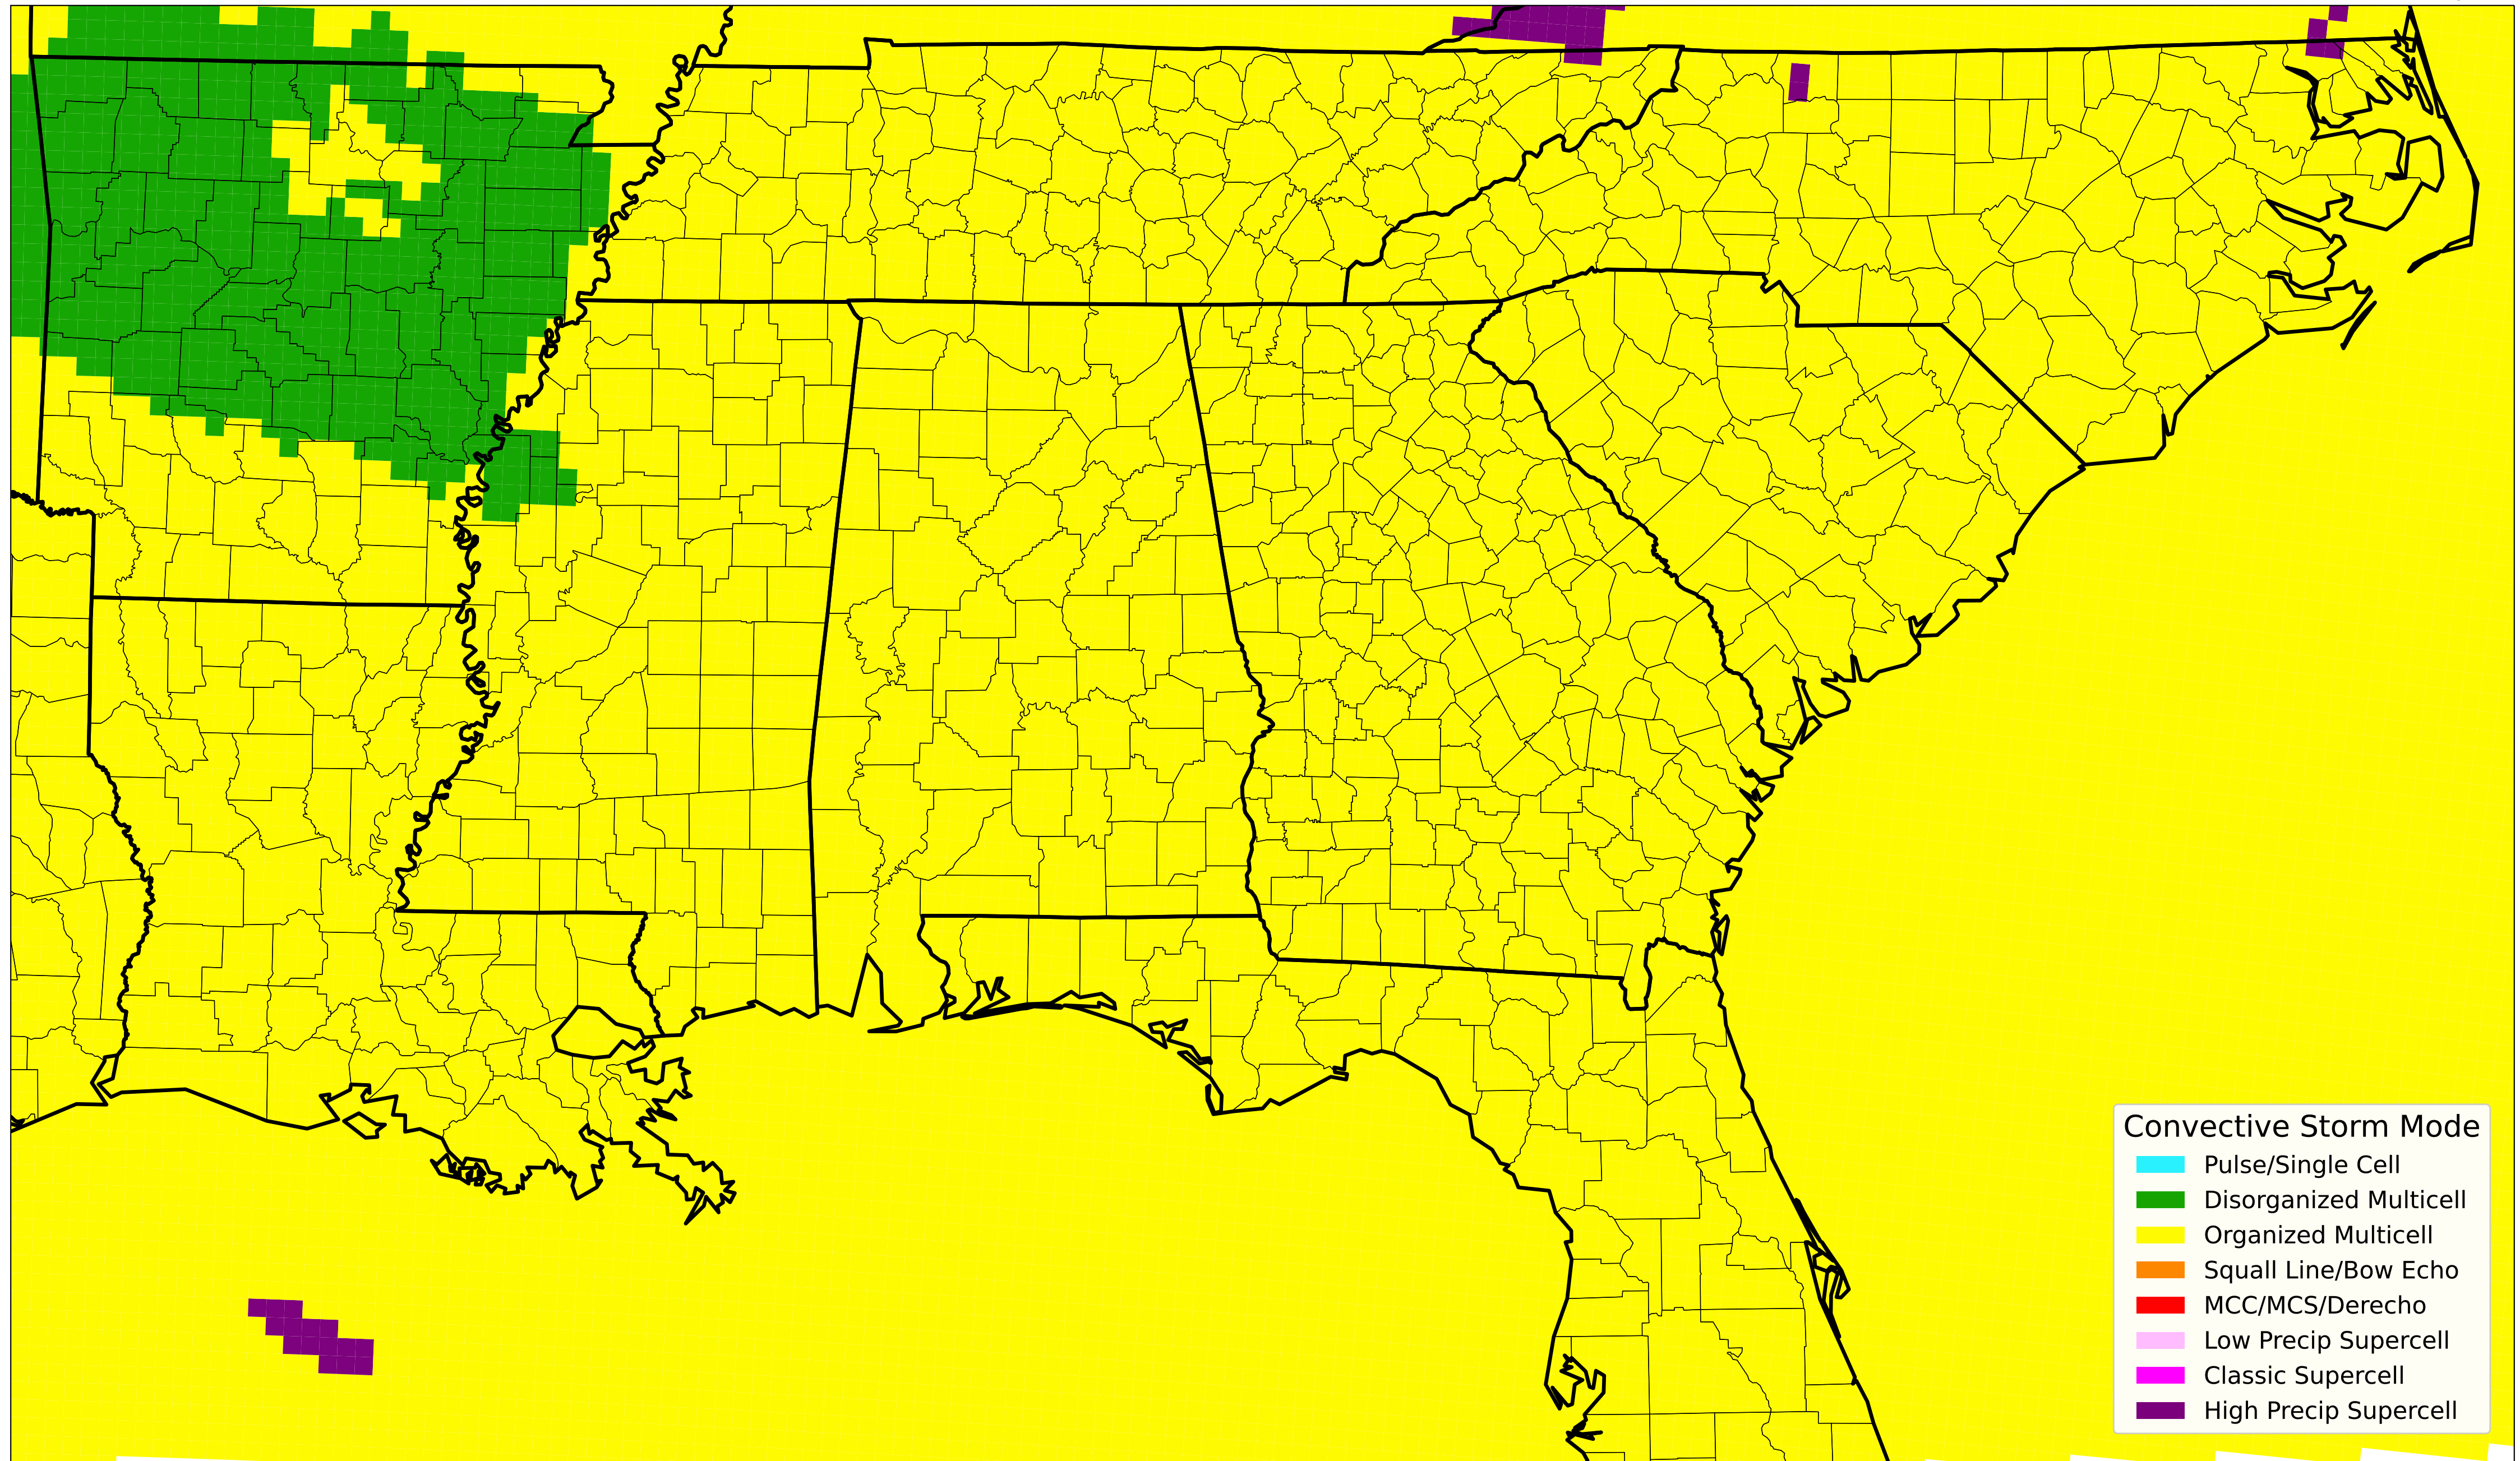 Convective Storm Mode
Pulse/Single Cell
Disorganized Multicell
Organized Multicell
Squall Line/Bow Echo
MCC/MCS/Derecho
Low Precip Supercell
Classic Supercell
High Precip Supercell